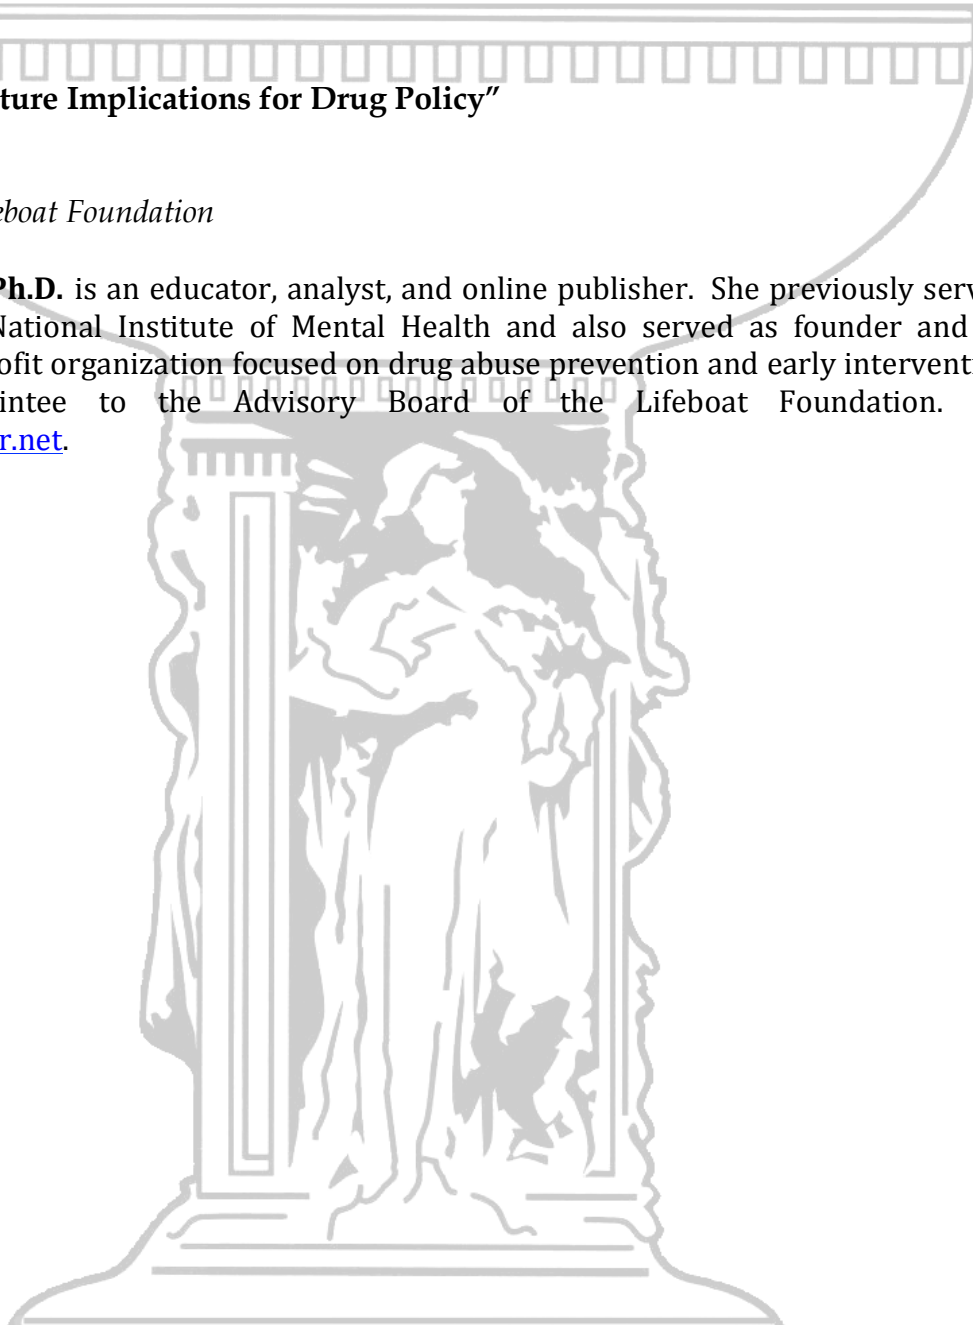 ture Implications for Drug Policy”
eboat Foundation
Ph.D. is an educator, analyst, and online publisher. She previously serv
National Institute of Mental Health and also served as founder and
ofit organization focused on drug abuse prevention and early interventi
intee to the Advisory Board of the Lifeboat Foundation.
r.net.